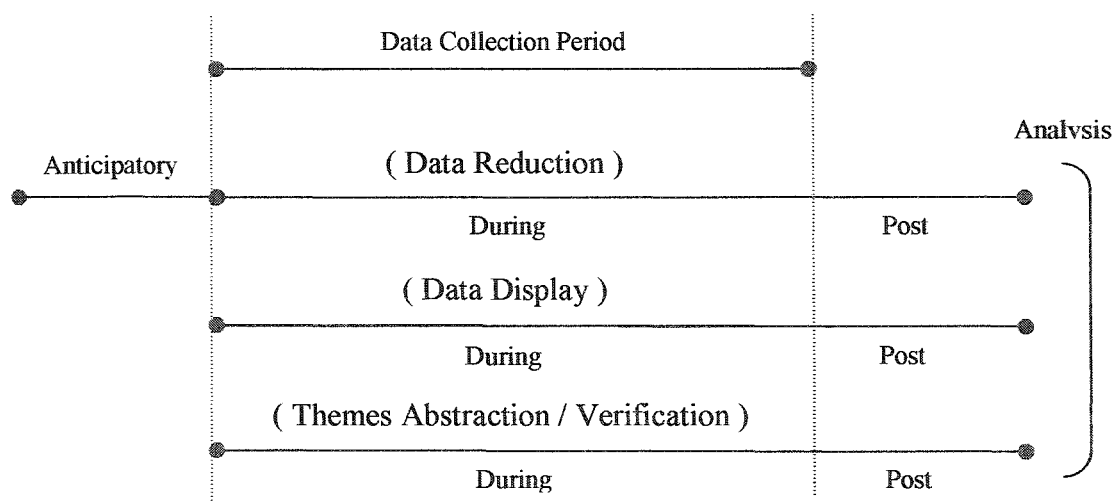 Data Collection Period
Analysis
Anticipatory
( Data Reduction )
During
Post
( Data Display )
During
Post
( Themes Abstraction / Verification )
During
Post